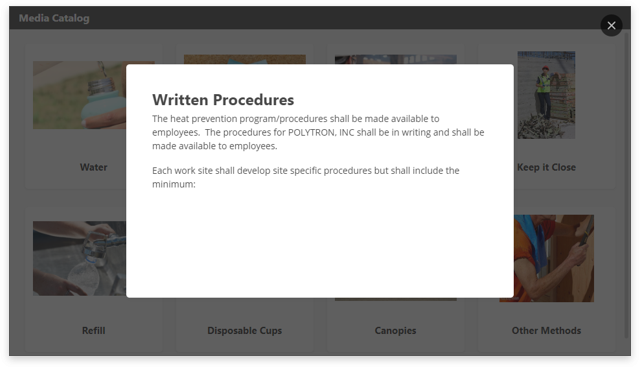 Media Catalog
Written Procedures
The heat prevention program/procedures shall be made available to
employees.  The procedures for POLYTRON, INC shall be in writing and shall be
made available to employees.
Each work site shall develop site specific procedures but shall include the
minimum:
Water
Keep it Close
Refill
Disposable Cups
Canopies
Other Methods